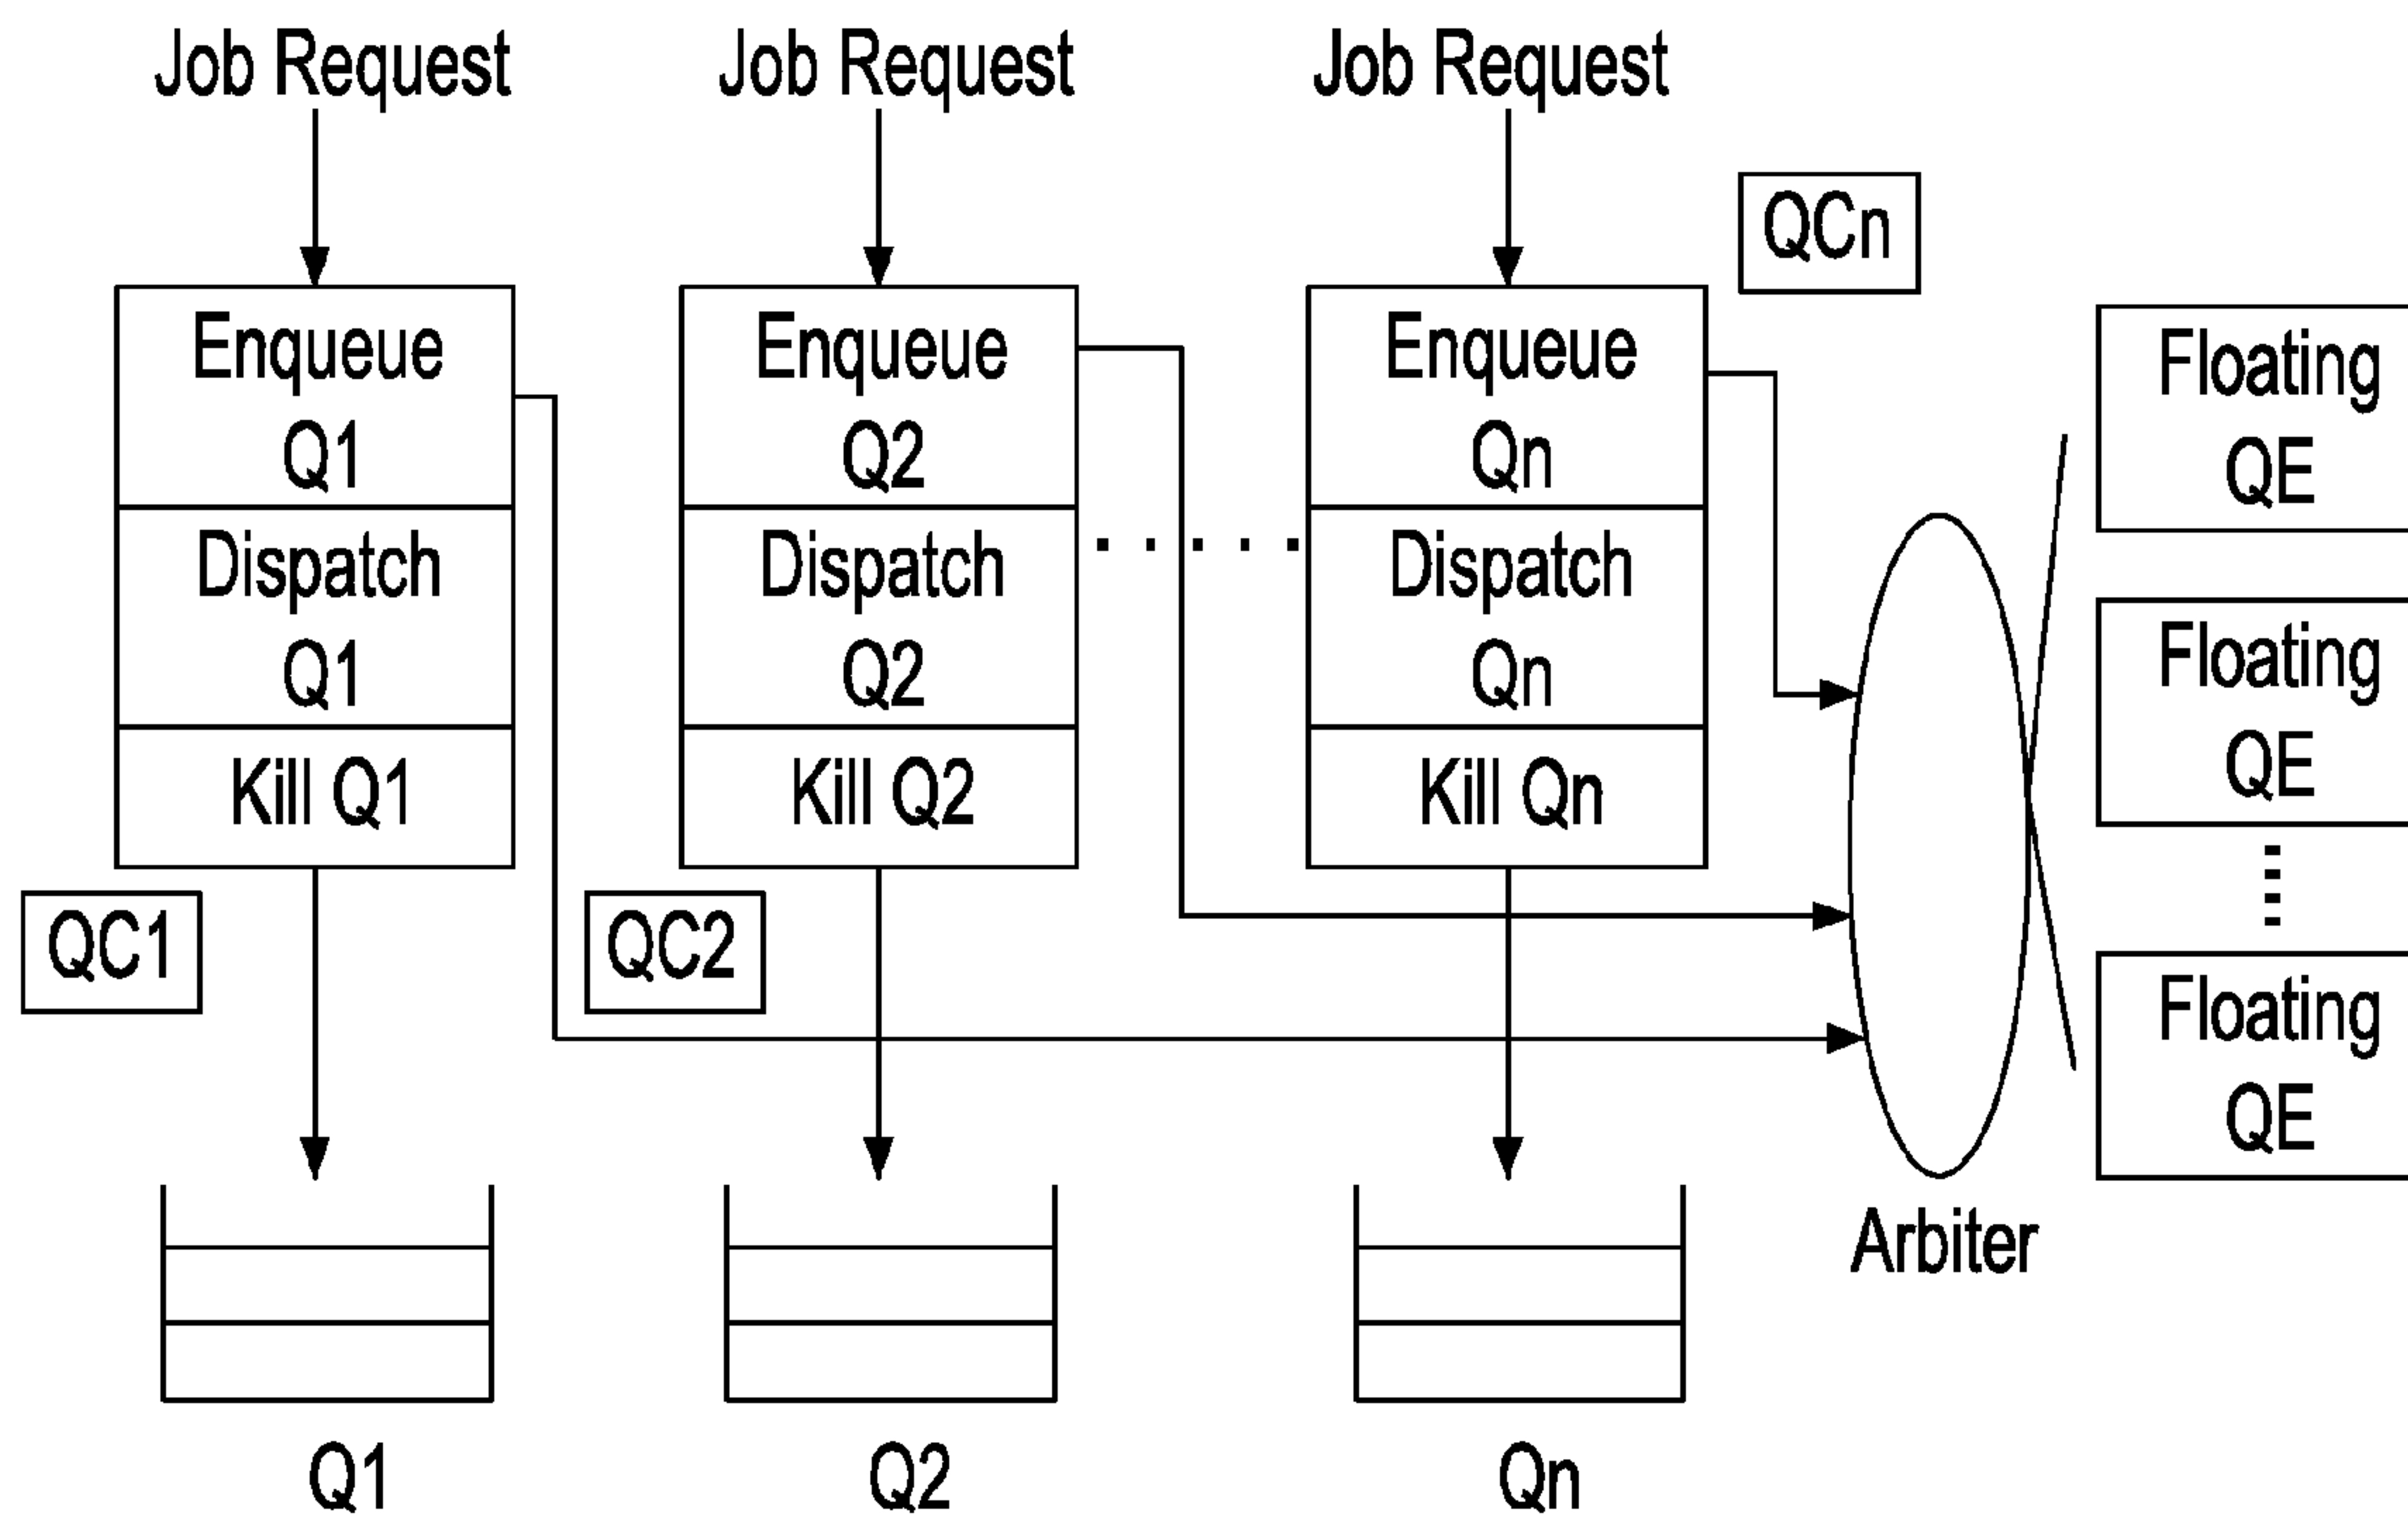 Job Request
Job Request
Job Request
QCn
Enqueue
Q1
Dispatch
Q1
Kill Q1
QC1
Enqueue
Q2
Dispatch
Q2
Kill Q2
QC2
Enqueue
Qn
Dispatch
Qn
Kill Qn
Floating
QE
Floating
QE
Floating
QE
Arbiter
Q1
Q2
Qn